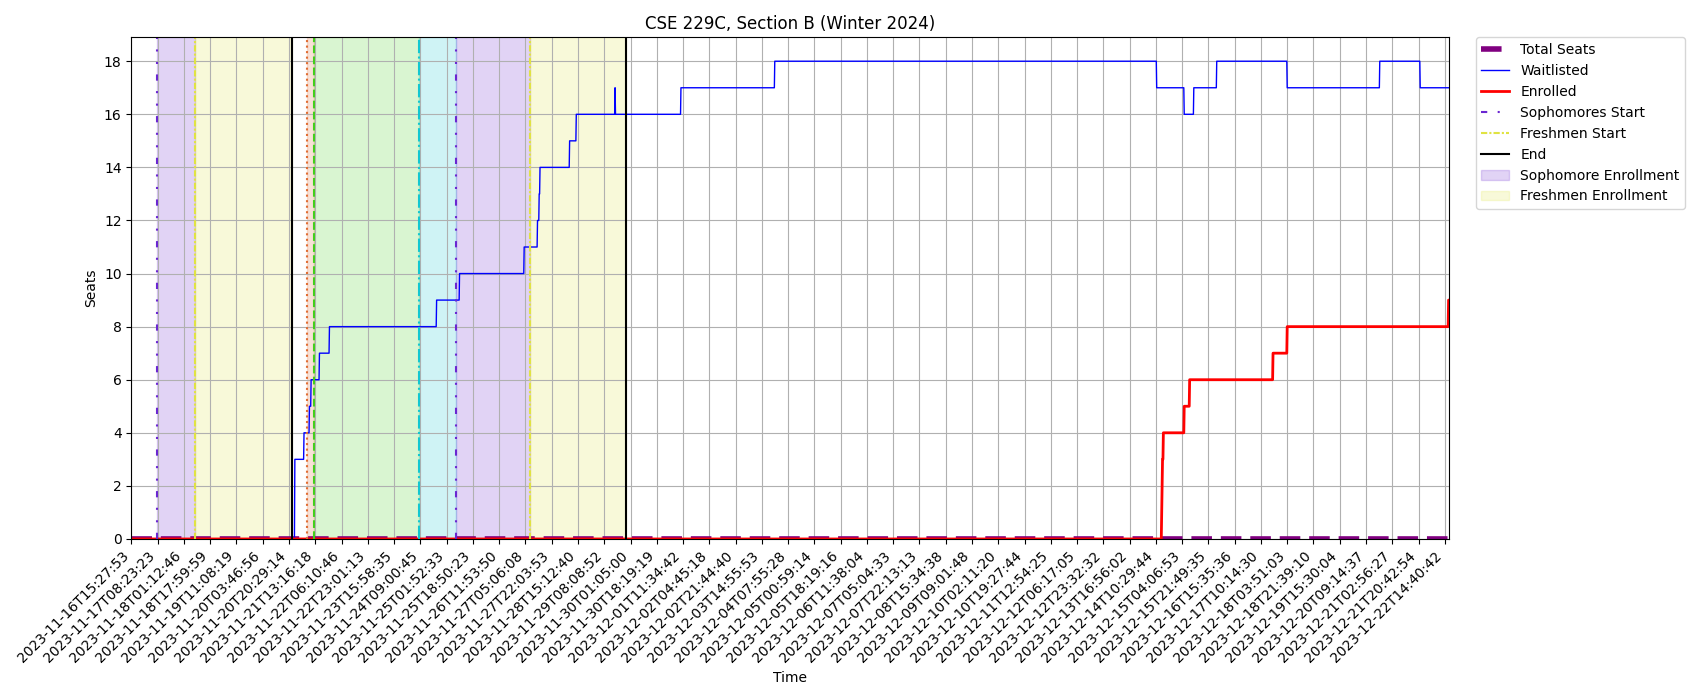 CSE 229C, Section B (Winter 2024)
Total Seats
Waitlisted
Enrolled
Sophomores Start
Freshmen Start
End
Sophomore Enrollment
Freshmen Enrollment
Seats
18
16
14
12
10
8
6
4
2
0
2023-11-16T15:27:53
2023-11-17T08:23:23
2023-11-18T01:12:46
2023-11-18T17:59:59
2023-11-19T11:08:19
2023-11-20T03:46:56
2023-11-20T20:29:14
2023-11-21T13:16:18
2023-11-22T06:10:46
2023-11-22T23:01:13
2023-11-23T15:58:35
2023-11-24T09:00:45
2023-11-25T01:52:33
2023-11-25T18:50:23
2023-11-26T11:53:50
2023-11-27T05:06:08
2023-11-27T22:03:53
2023-11-28T15:12:40
2023-11-29T08:08:52
2023-11-30T01:05:00
2023-11-30T18:19:19
2023-12-01T11:34:42
2023-12-02T04:45:18
2023-12-02T21:44:40
2023-12-03T14:55:53
2023-12-04T07:55:28
2023-12-05T00:59:14
2023-12-05T18:19:16
2023-12-06T11:38:04
2023-12-07T05:04:33
2023-12-07T22:13:13
2023-12-08T15:34:38
2023-12-09T09:01:48
2023-12-10T02:11:20
2023-12-10T19:27:44
2023-12-11T12:54:25
2023-12-12T06:17:05
2023-12-12T23:32:32
2023-12-13T16:56:02
2023-12-14T10:29:44
2023-12-15T04:06:53
2023-12-15T21:49:35
2023-12-16T15:35:36
2023-12-17T10:14:30
2023-12-18T03:51:03
2023-12-18T21:39:10
2023-12-19T15:30:04
2023-12-20T09:14:37
2023-12-21T02:56:27
2023-12-21T20:42:54
2023-12-22T14:40:42
Time